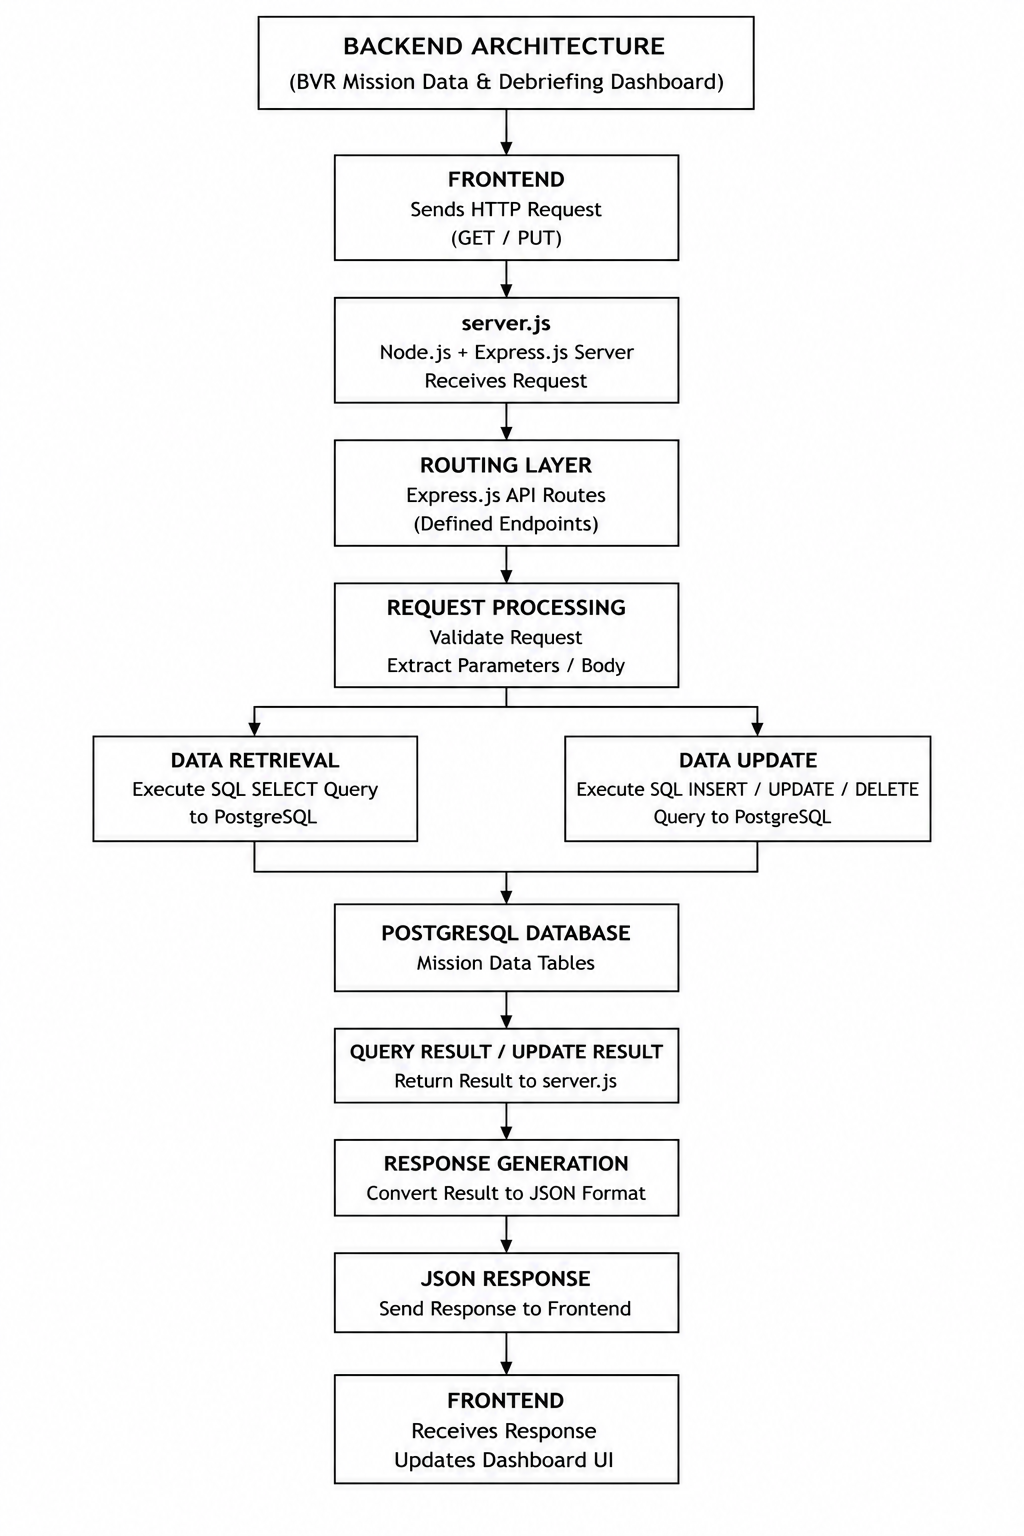 BACKEND ARCHITECTURE
(BVR Mission Data & Debriefing Dashboard)
FRONTEND
Sends HTTP Request
(GET / PUT)
server.js
Node.js + Express.js Server
Receives Request
ROUTING LAYER
Express.js API Routes
(Defined Endpoints)
REQUEST PROCESSING
Validate Request
Extract Parameters / Body
DATA RETRIEVAL
Execute SQL SELECT Query
to PostgreSQL
DATA UPDATE
Execute SQL INSERT / UPDATE / DELETE
Query to PostgreSQL
POSTGRESQL DATABASE
Mission Data Tables
QUERY RESULT / UPDATE RESULT
Return Result to server.js
RESPONSE GENERATION
Convert Result to JSON Format
JSON RESPONSE
Send Response to Frontend
FRONTEND
Receives Response
Updates Dashboard UI